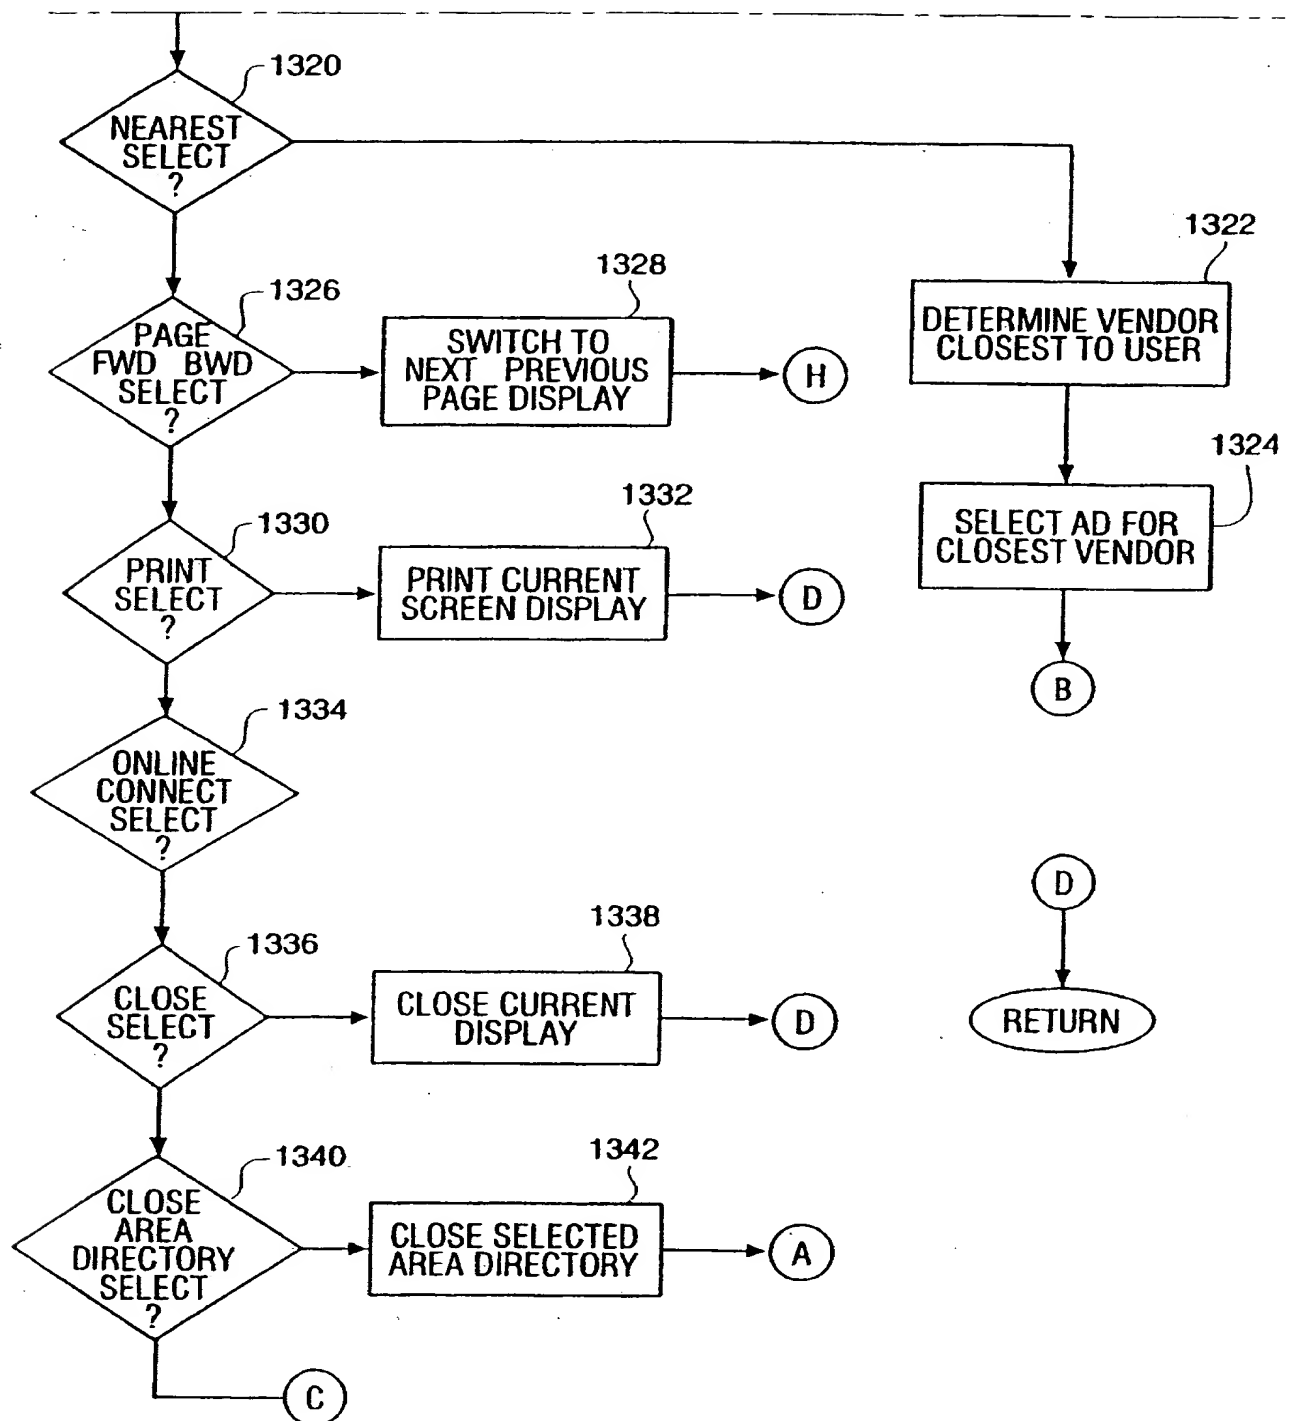 1320
NEAREST
SELECT
?
1322
DETERMINE VENDOR
CLOSEST TO USER
1324
SELECT AD FOR
CLOSEST VENDOR
B
1326
PAGE
FWD BWD
SELECT
?
1328
SWITCH TO
NEXT PREVIOUS
PAGE DISPLAY
H
1330
PRINT
SELECT
?
1332
PRINT CURRENT
SCREEN DISPLAY
D
1334
ONLINE
CONNECT
SELECT
?
1336
CLOSE
SELECT
?
1338
CLOSE CURRENT
DISPLAY
D
D
RETURN
1340
CLOSE
AREA
DIRECTORY
SELECT
?
1342
CLOSE SELECTED
AREA DIRECTORY
A
C